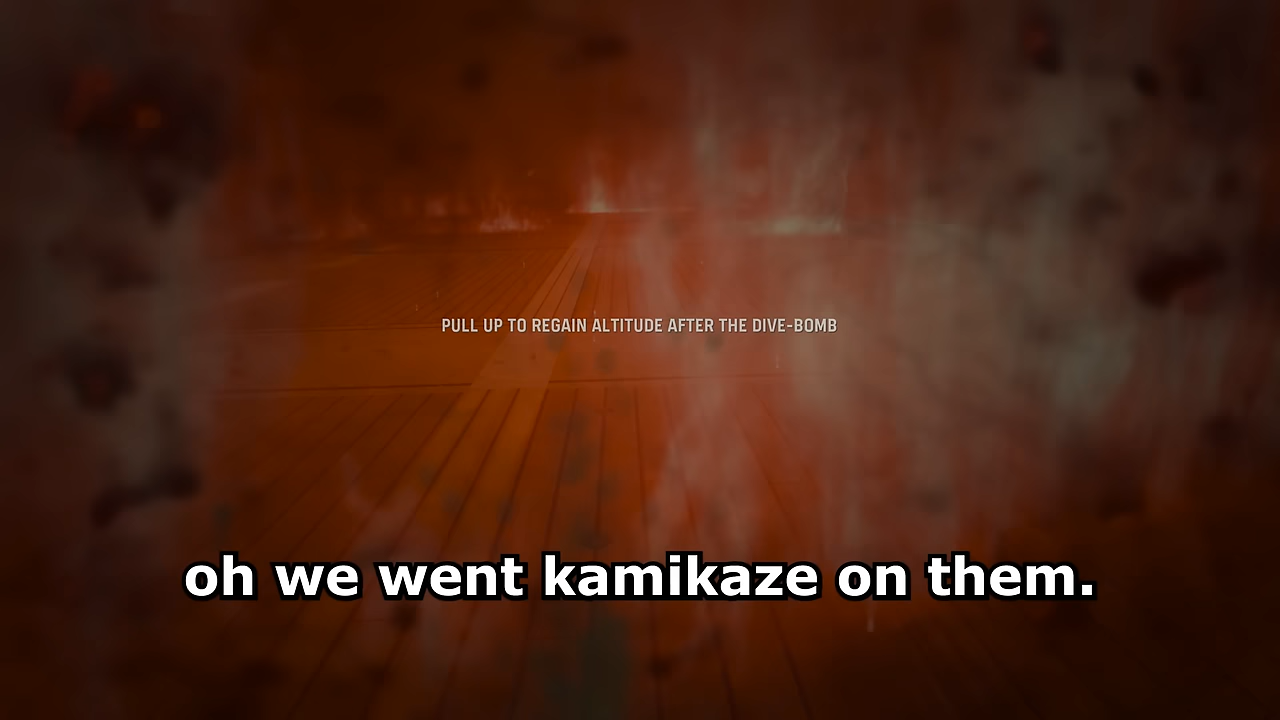 PULL UP TO REGAIN ALTITUDE AFTER THE DIVE-BOMB
oh we went kamikaze on them.